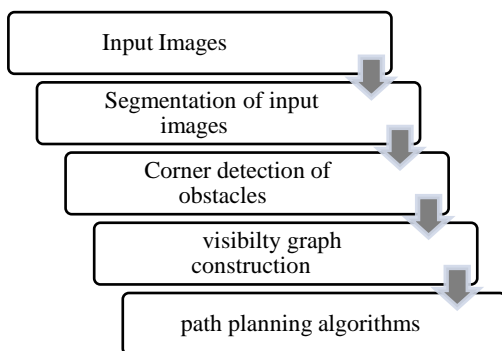 Input Images
Segmentation of input
images
Corner detection of
obstacles
visibilty graph
construction
path planning algorithms